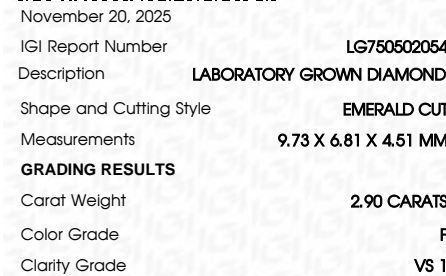 November 20, 2025
IGI Report Number LG750502054
Description LABORATORY GROWN DIAMOND
Shape and Cutting Style EMERALD CUT
Measurements 9.73 X 6.81 X 4.51 MM
GRADING RESULTS
Carat Weight 2.90 CARATS
Color Grade F
Clarity Grade VS 1